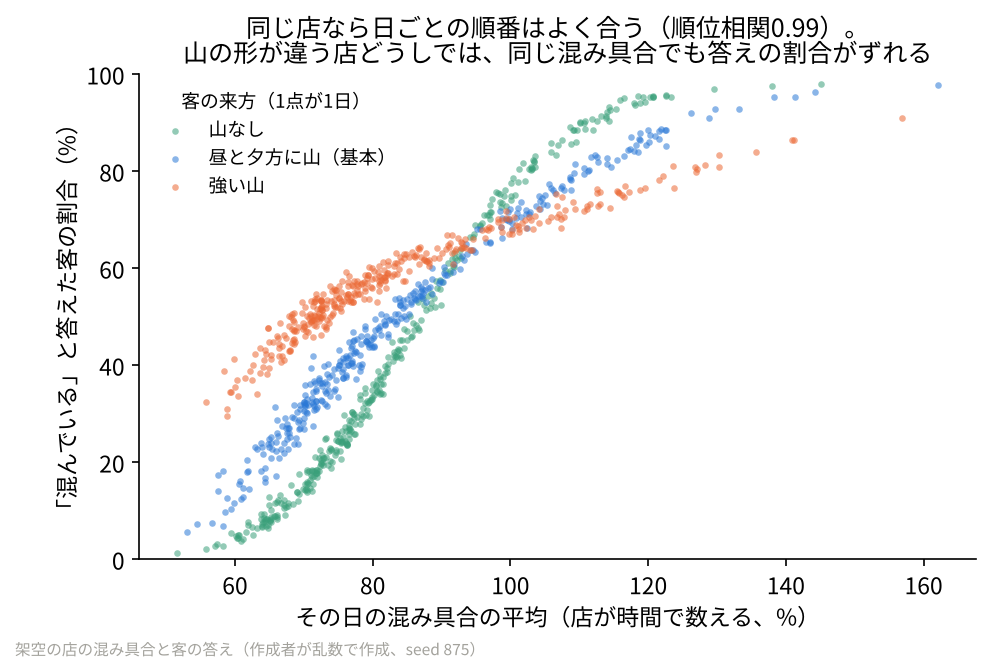 同じ店なら日ごとの順番はよく合う（順位相関0.99）。
山の形が違う店どうしでは、同じ混み具合でも答えの割合がずれる
「混んでいる」と答えた客の割合（%）
100
80
60
40
20
0
客の来方（1点が1日）
山なし
昼と夕方に山（基本）
強い山
60
80
100
120
140
160
その日の混み具合の平均（店が時間で数える、%）
架空の店の混み具合と客の答え（作成者が乱数で作成、seed 875）